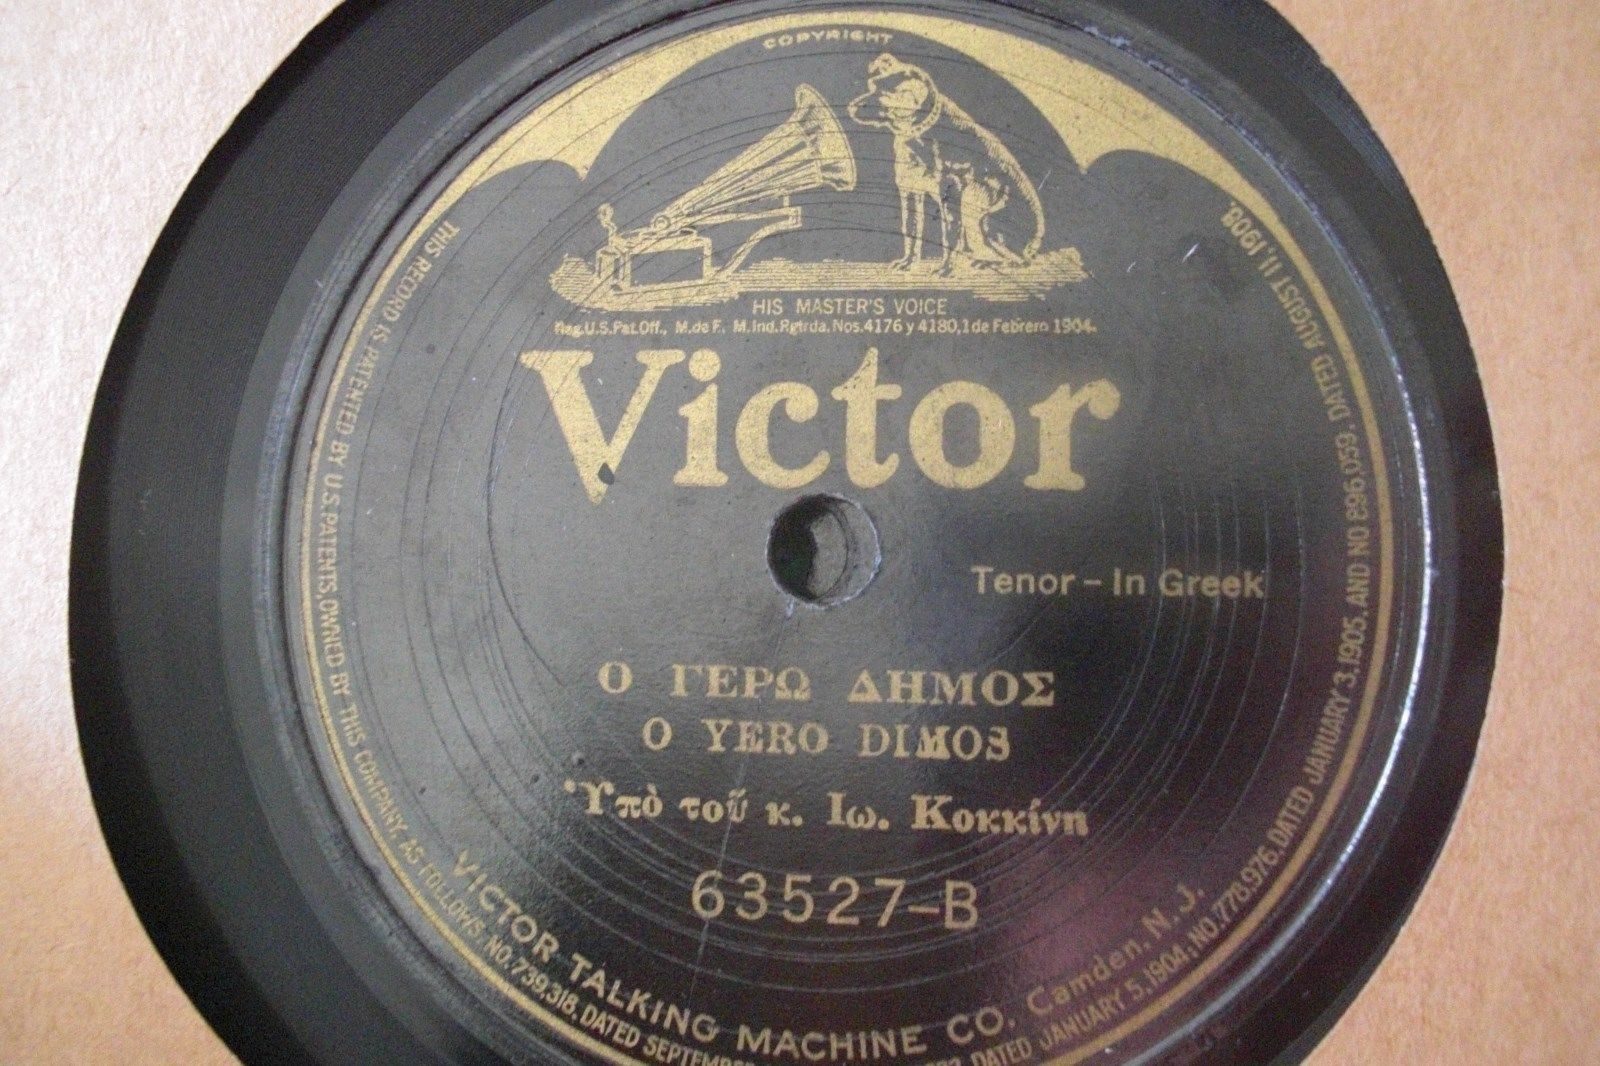 COPYRIGHT
HIS MASTER'S VOICE
Reg.U.S.Pat.Off., M.de F., M.Ind.Rgtrda.Nos.4176 y 4180,1 de Febrero 1904.
Victor
Tenor – In Greek
Ο ΓΕΡΩ ΔΗΜΟΣ
O YERO DIMOS
Ὑπὸ τοῦ κ. Ιω. Κοκκίνη
63527-B
VICTOR TALKING MACHINE CO. Camden, N. J.
THIS RECORD IS PATENTED BY U.S. PATENTS, OWNED BY THIS COMPANY, AS FOLLOWS: NO.739,318, DATED SEPTEMBER
DATED JANUARY 5, 1904; NO.778,976, DATED JANUARY 3, 1905, AND NO 896,059, DATED AUGUST 11, 1908.